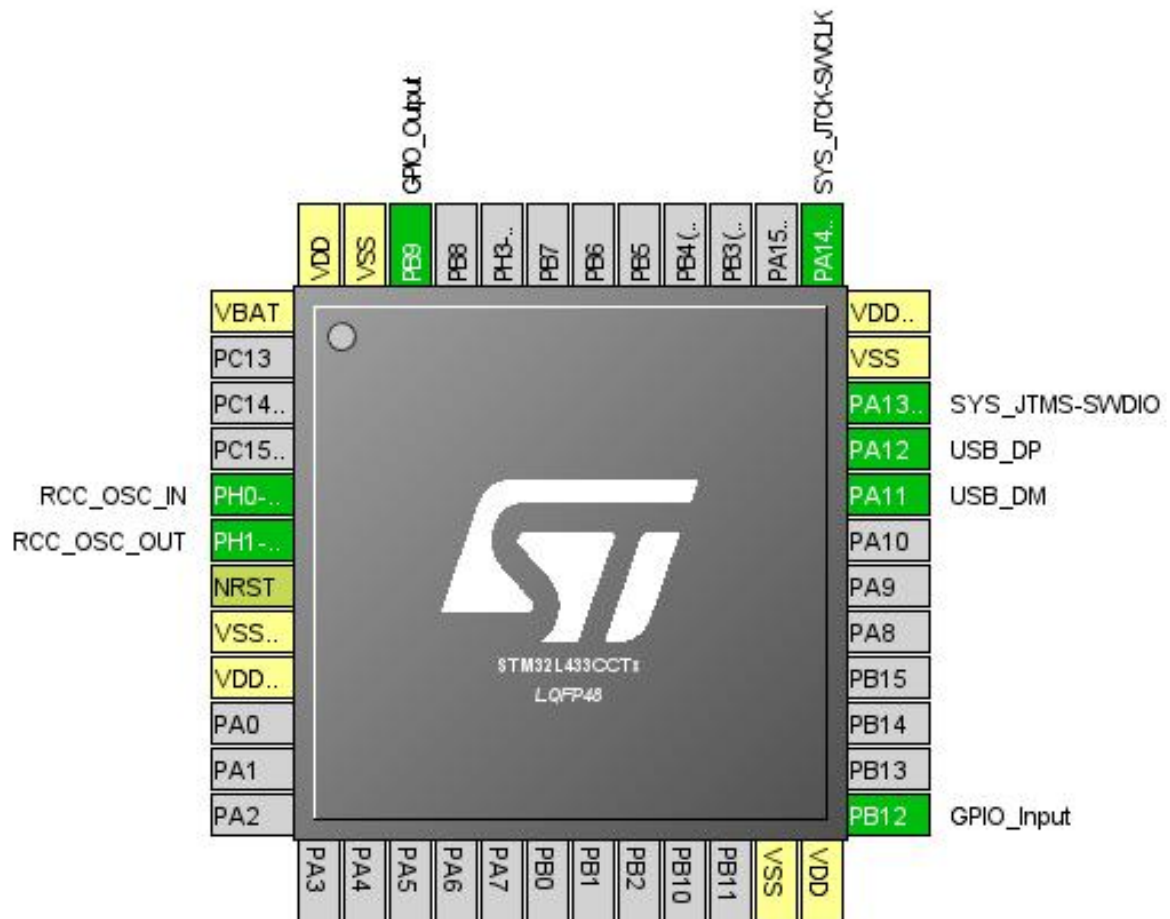 GPIO_Output
SYS_JTCK-SWCLK
VDD
VSS
PB9
PB8
PH3-..
PB7
PB6
PB5
PB4 (..
PB3 (..
PA15..
PA14..
VBAT
PC13
PC14..
PC15..
RCC_OSC_IN PH0-..
RCC_OSC_OUT PH1-..
NRST
VSS..
VDD..
PA0
PA1
PA2
STM32L433CCTx
LQFP48
VDD..
VSS
PA13.. SYS_JTMS-SWDIO
PA12 USB_DP
PA11 USB_DM
PA10
PA9
PA8
PB15
PB14
PB13
PB12 GPIO_Input
PA3
PA4
PA5
PA6
PA7
PB0
PB1
PB2
PB10
PB11
VSS
VDD